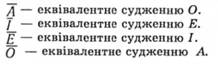 A̅ — еквівалентне судженню O.
I̅ — еквівалентне судженню E.
E̅ — еквівалентне судженню I.
O̅ — еквівалентне судженню A.